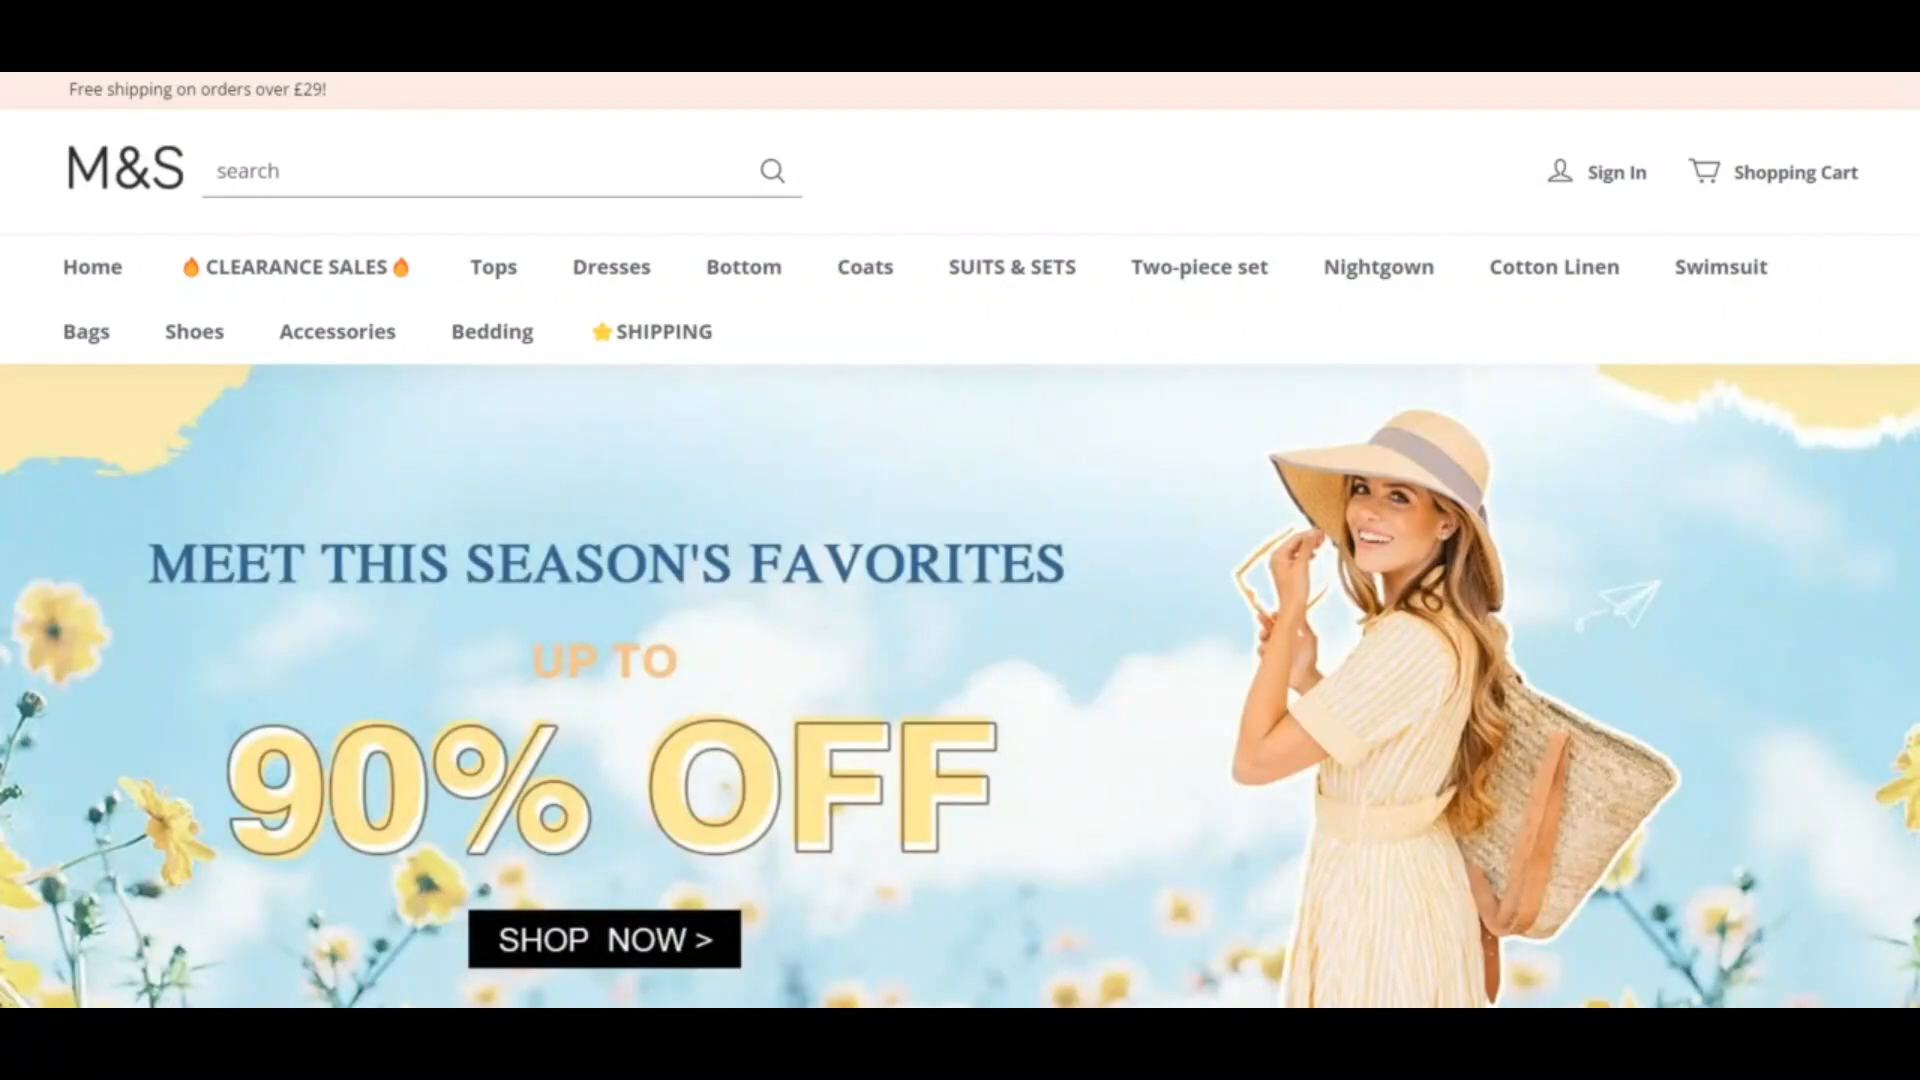 Free shipping on orders over £29!
M&S search Sign In Shopping Cart
Home 🔥CLEARANCE SALES🔥 Tops Dresses Bottom Coats SUITS & SETS Two-piece set Nightgown Cotton Linen Swimsuit
Bags Shoes Accessories Bedding ⭐SHIPPING
MEET THIS SEASON'S FAVORITES
UP TO
90% OFF
SHOP NOW >